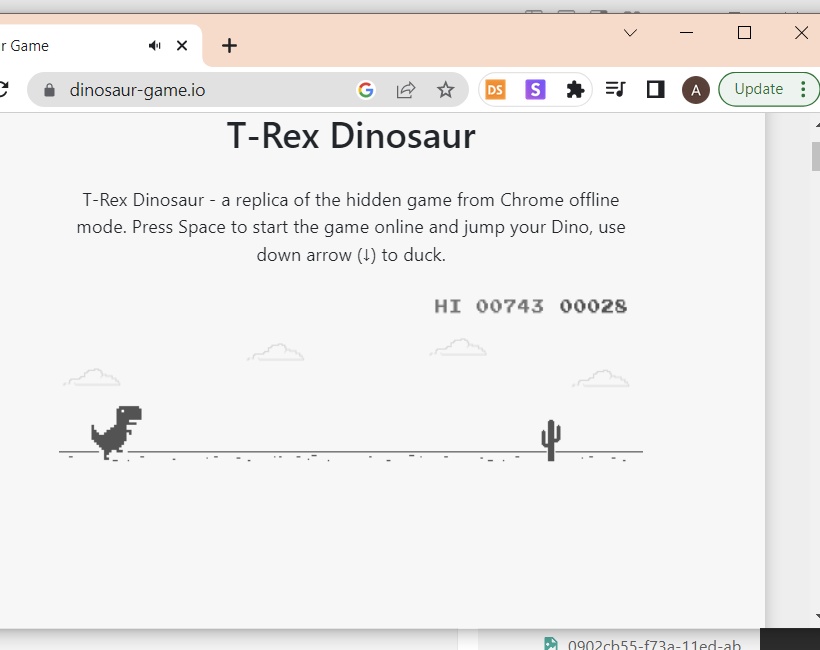 r Game
dinosaur-game.io
DS
S
A
Update
T-Rex Dinosaur
T-Rex Dinosaur - a replica of the hidden game from Chrome offline
mode. Press Space to start the game online and jump your Dino, use
down arrow (↓) to duck.
HI 00743 00028
0902cb55-f73a-11ed-ab